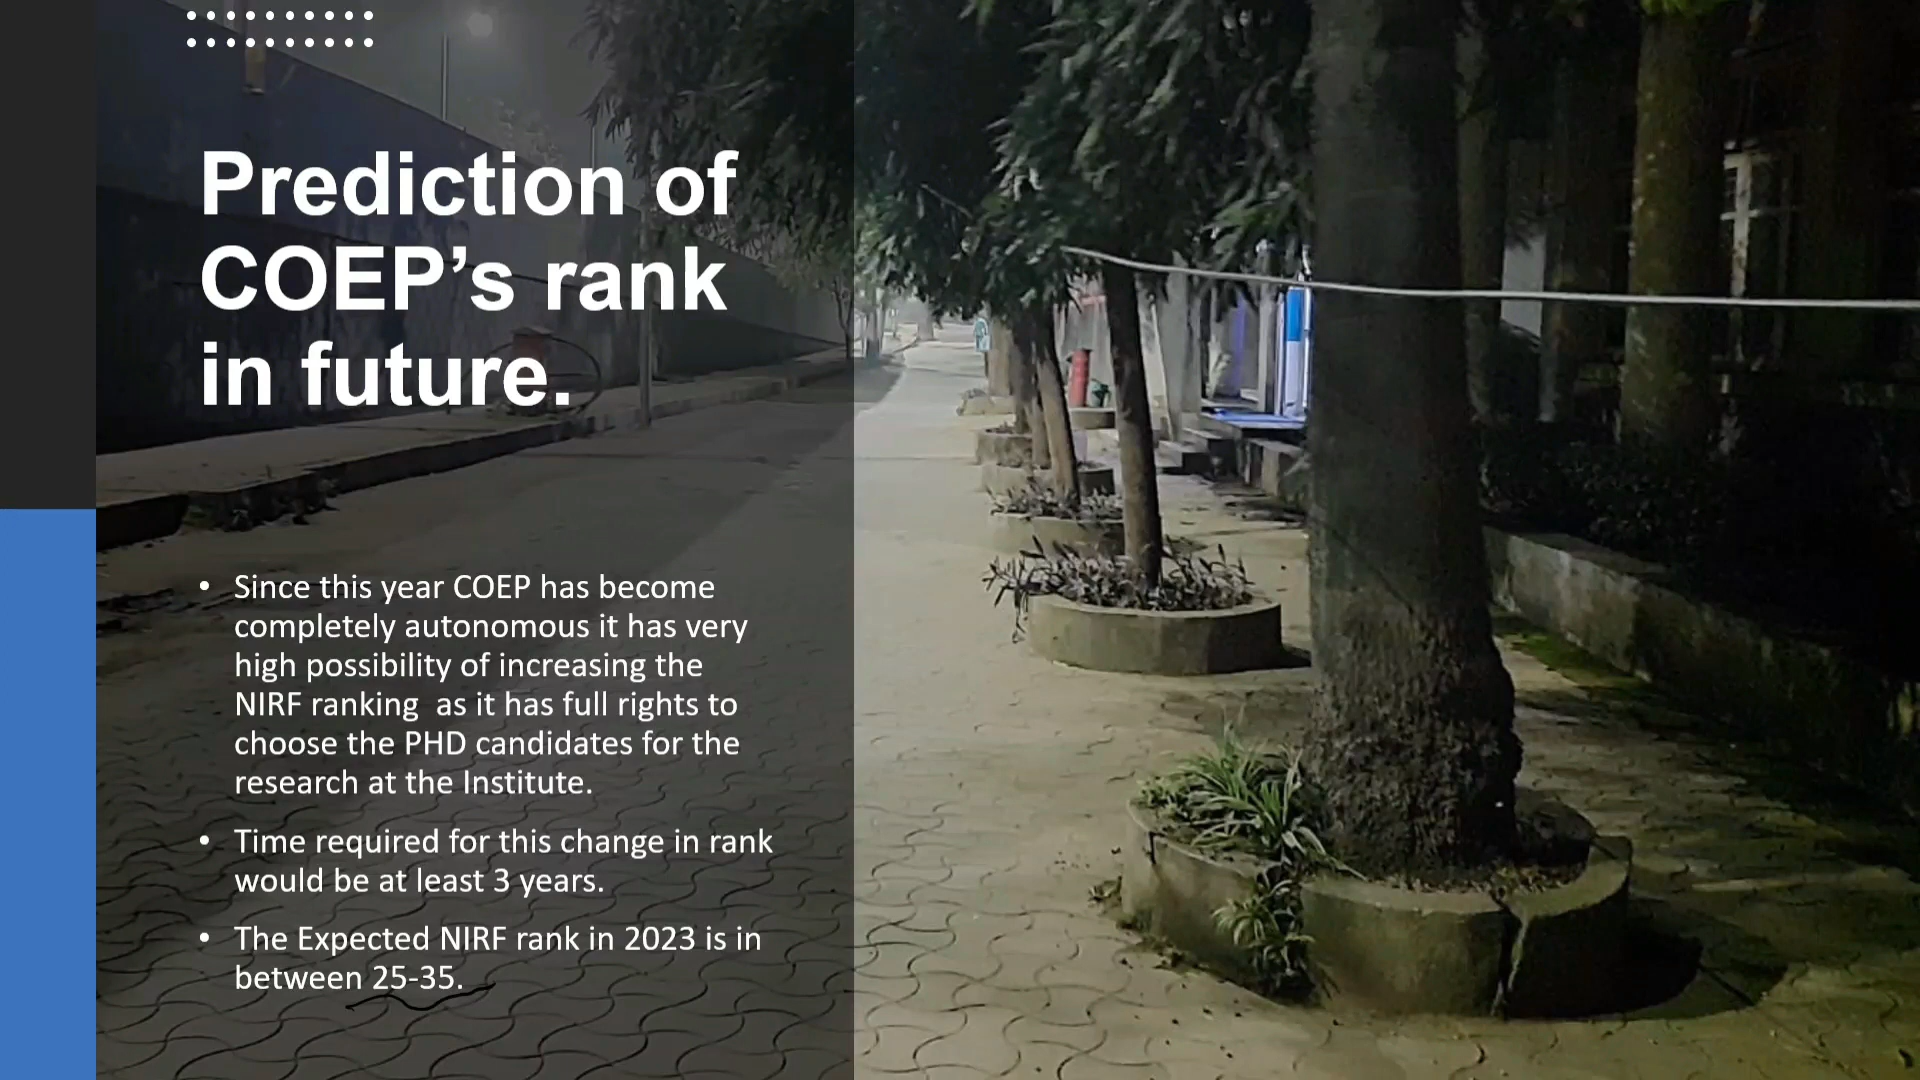 Prediction of
COEP’s rank
in future.
• Since this year COEP has become
completely autonomous it has very
high possibility of increasing the
NIRF ranking  as it has full rights to
choose the PHD candidates for the
research at the Institute.
• Time required for this change in rank
would be at least 3 years.
• The Expected NIRF rank in 2023 is in
between 25-35.